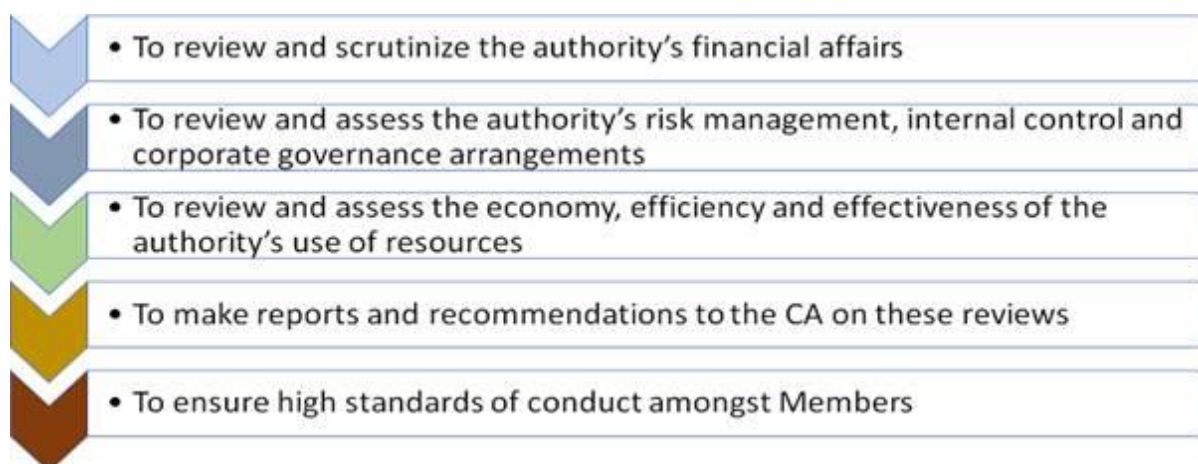 • To review and scrutinize the authority's financial affairs
• To review and assess the authority's risk management, internal control and
corporate governance arrangements
• To review and assess the economy, efficiency and effectiveness of the
authority's use of resources
• To make reports and recommendations to the CA on these reviews
• To ensure high standards of conduct amongst Members